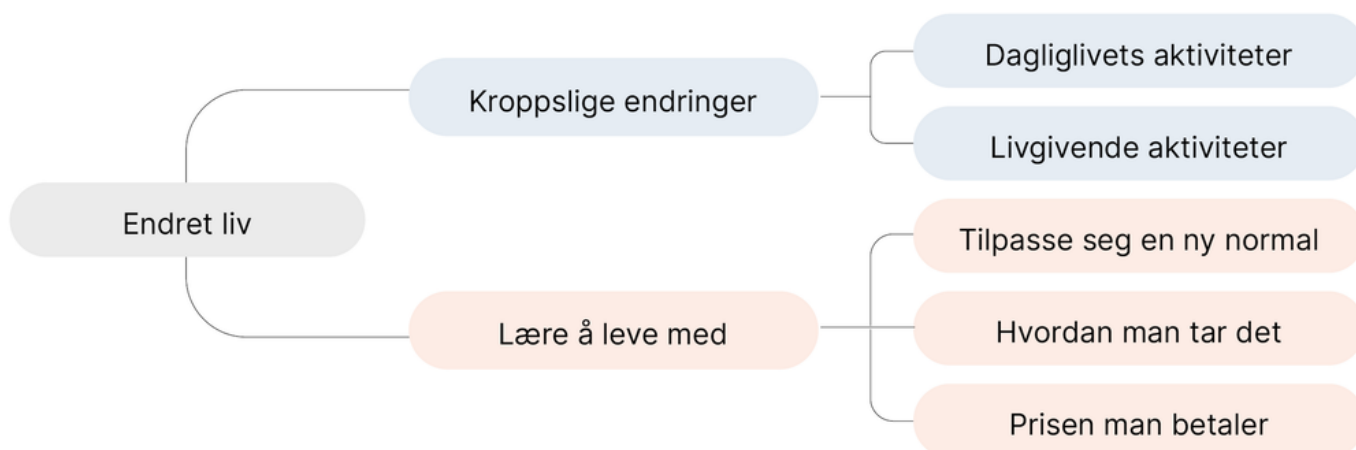 Endret liv
Kroppslige endringer
Dagliglivets aktiviteter
Livgivende aktiviteter
Lære å leve med
Tilpasse seg en ny normal
Hvordan man tar det
Prisen man betaler